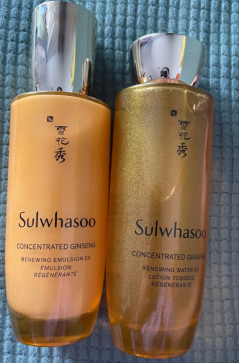 雪花秀
Sulwhasoo
CONCENTRATED GINSENG
RENEWING EMULSION EX
ÉMULSION
RÉGÉNÉRANTE
雪花秀
Sulwhasoo
CONCENTRATED GINSENG
RENEWING WATER EX
LOTION TONIQUE
RÉGÉNÉRANTE